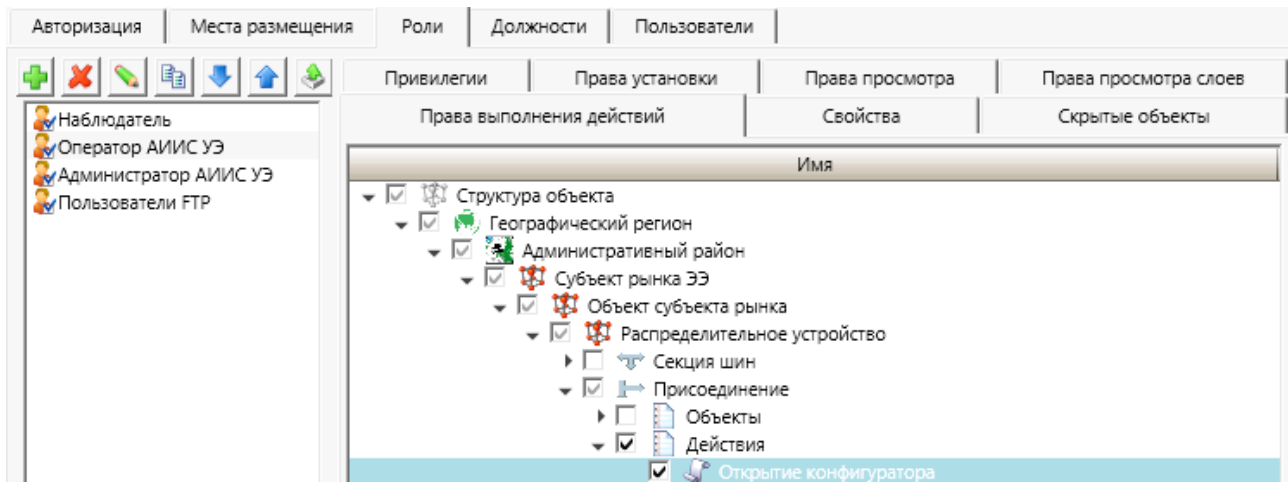 Авторизация Места размещения Роли Должности Пользователи
Привилегии Права установки Права просмотра Права просмотра слоев
Права выполнения действий Свойства Скрытые объекты
Наблюдатель
Оператор АИИС УЭ
Администратор АИИС УЭ
Пользователи FTP
Имя
Структура объекта
Географический регион
Административный район
Субъект рынка ЭЭ
Объект субъекта рынка
Распределительное устройство
Секция шин
Присоединение
Объекты
Действия
Открытие конфигуратора